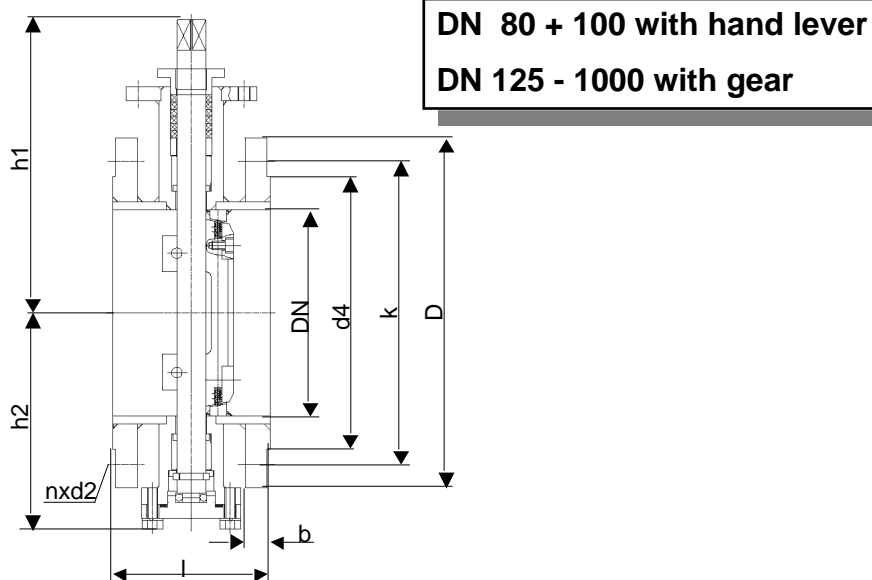 DN 80 + 100 with hand lever
DN 125 - 1000 with gear
h1
h2
DN
d4
k
D
nxd2
b
l